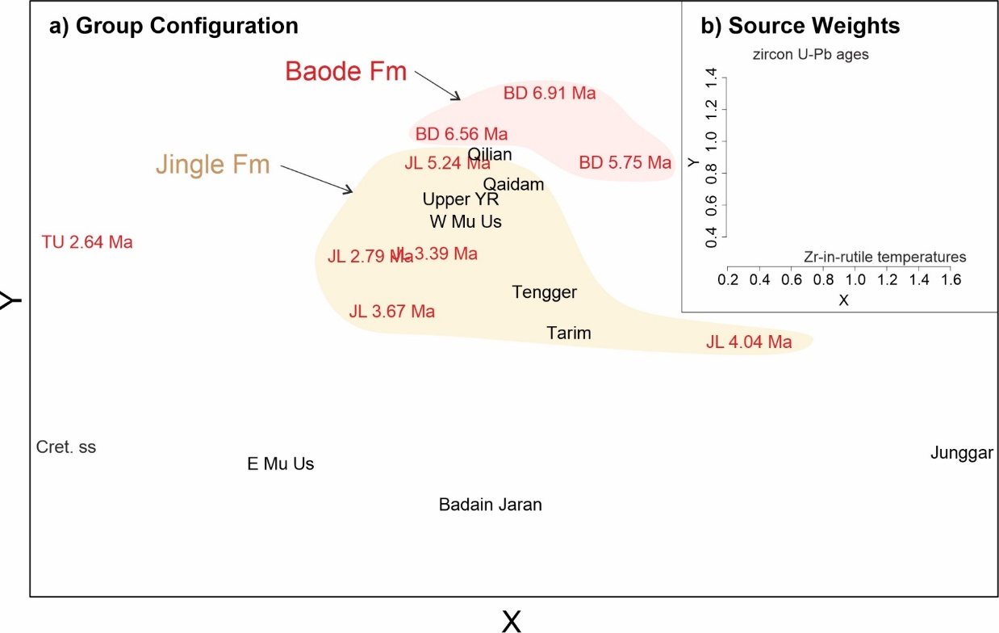 a) Group Configuration
Baode Fm
BD 6.91 Ma
BD 6.56 Ma
Qilian
JL 5.24 Ma
BD 5.75 Ma
Jingle Fm
Qaidam
Upper YR
W Mu Us
TU 2.64 Ma
JL 2.79 Ma
JL 3.39 Ma
Tengger
JL 3.67 Ma
Tarim
JL 4.04 Ma
Cret. ss
E Mu Us
Junggar
Badain Jaran
Y
X
b) Source Weights
zircon U-Pb ages
1.4
1.2
1.0
0.8
0.6
0.4
Y
Zr-in-rutile temperatures
0.2 0.4 0.6 0.8 1.0 1.2 1.4 1.6
X